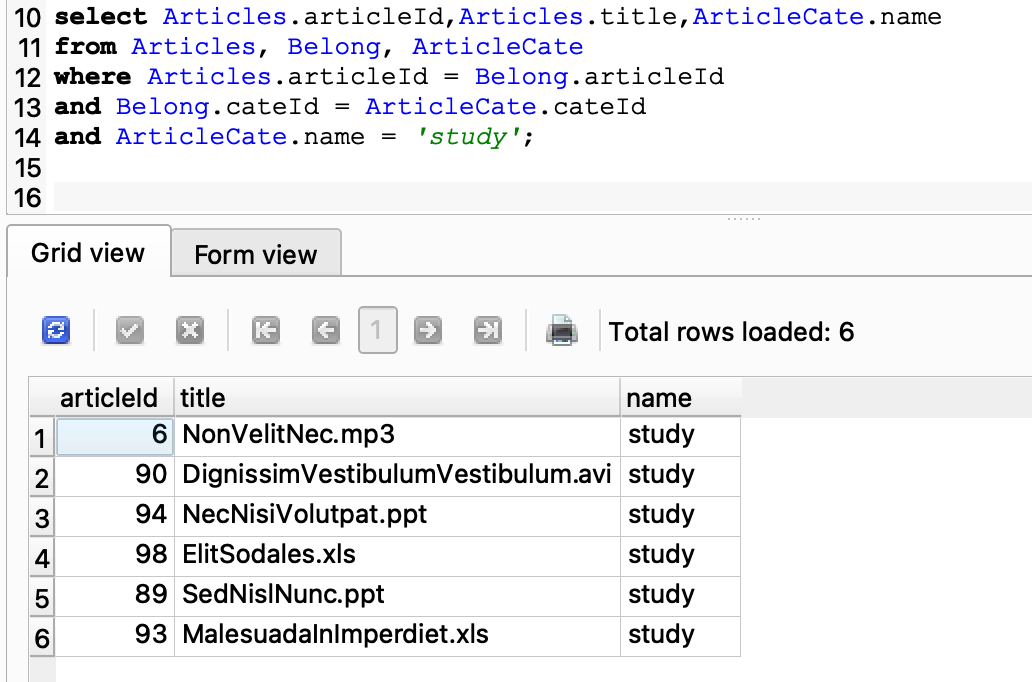 10 select Articles.articleId,Articles.title,ArticleCate.name
11 from Articles, Belong, ArticleCate
12 where Articles.articleId = Belong.articleId
13 and Belong.cateId = ArticleCate.cateId
14 and ArticleCate.name = 'study';
15
16
Grid view Form view
1 Total rows loaded: 6
articleId title name
1 6 NonVelitNec.mp3 study
2 90 DignissimVestibulumVestibulum.avi study
3 94 NecNisiVolutpat.ppt study
4 98 ElitSodales.xls study
5 89 SedNislNunc.ppt study
6 93 MalesuadaInImperdiet.xls study